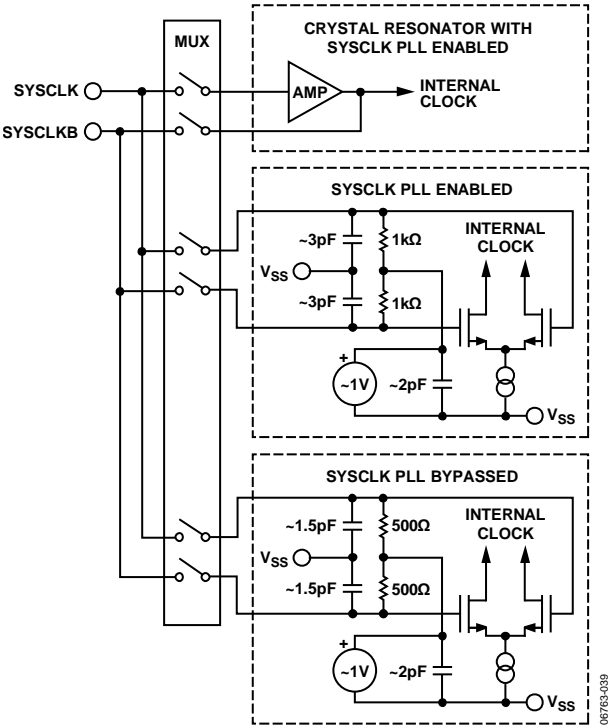 CRYSTAL RESONATOR WITH
SYSCLK PLL ENABLED
MUX
SYSCLK
SYSCLKB
AMP
INTERNAL
CLOCK
SYSCLK PLL ENABLED
INTERNAL
CLOCK
~3pF
1kΩ
VSS
~3pF
1kΩ
+
~1V
~2pF
VSS
SYSCLK PLL BYPASSED
INTERNAL
CLOCK
~1.5pF
500Ω
VSS
~1.5pF
500Ω
+
~1V
~2pF
VSS
06763-039